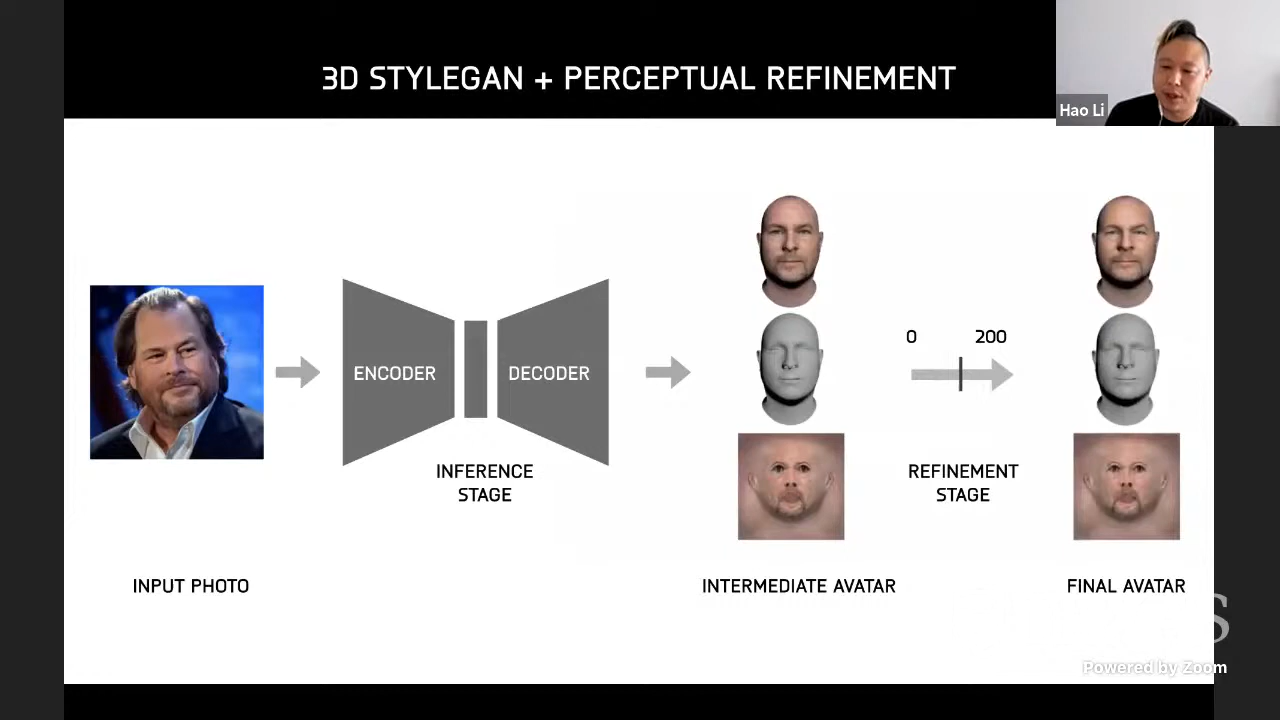 3D STYLEGAN + PERCEPTUAL REFINEMENT
Hao Li
0 200
ENCODER
DECODER
INFERENCE
STAGE
REFINEMENT
STAGE
INPUT PHOTO
INTERMEDIATE AVATAR
FINAL AVATAR
S
Powered by Zoom